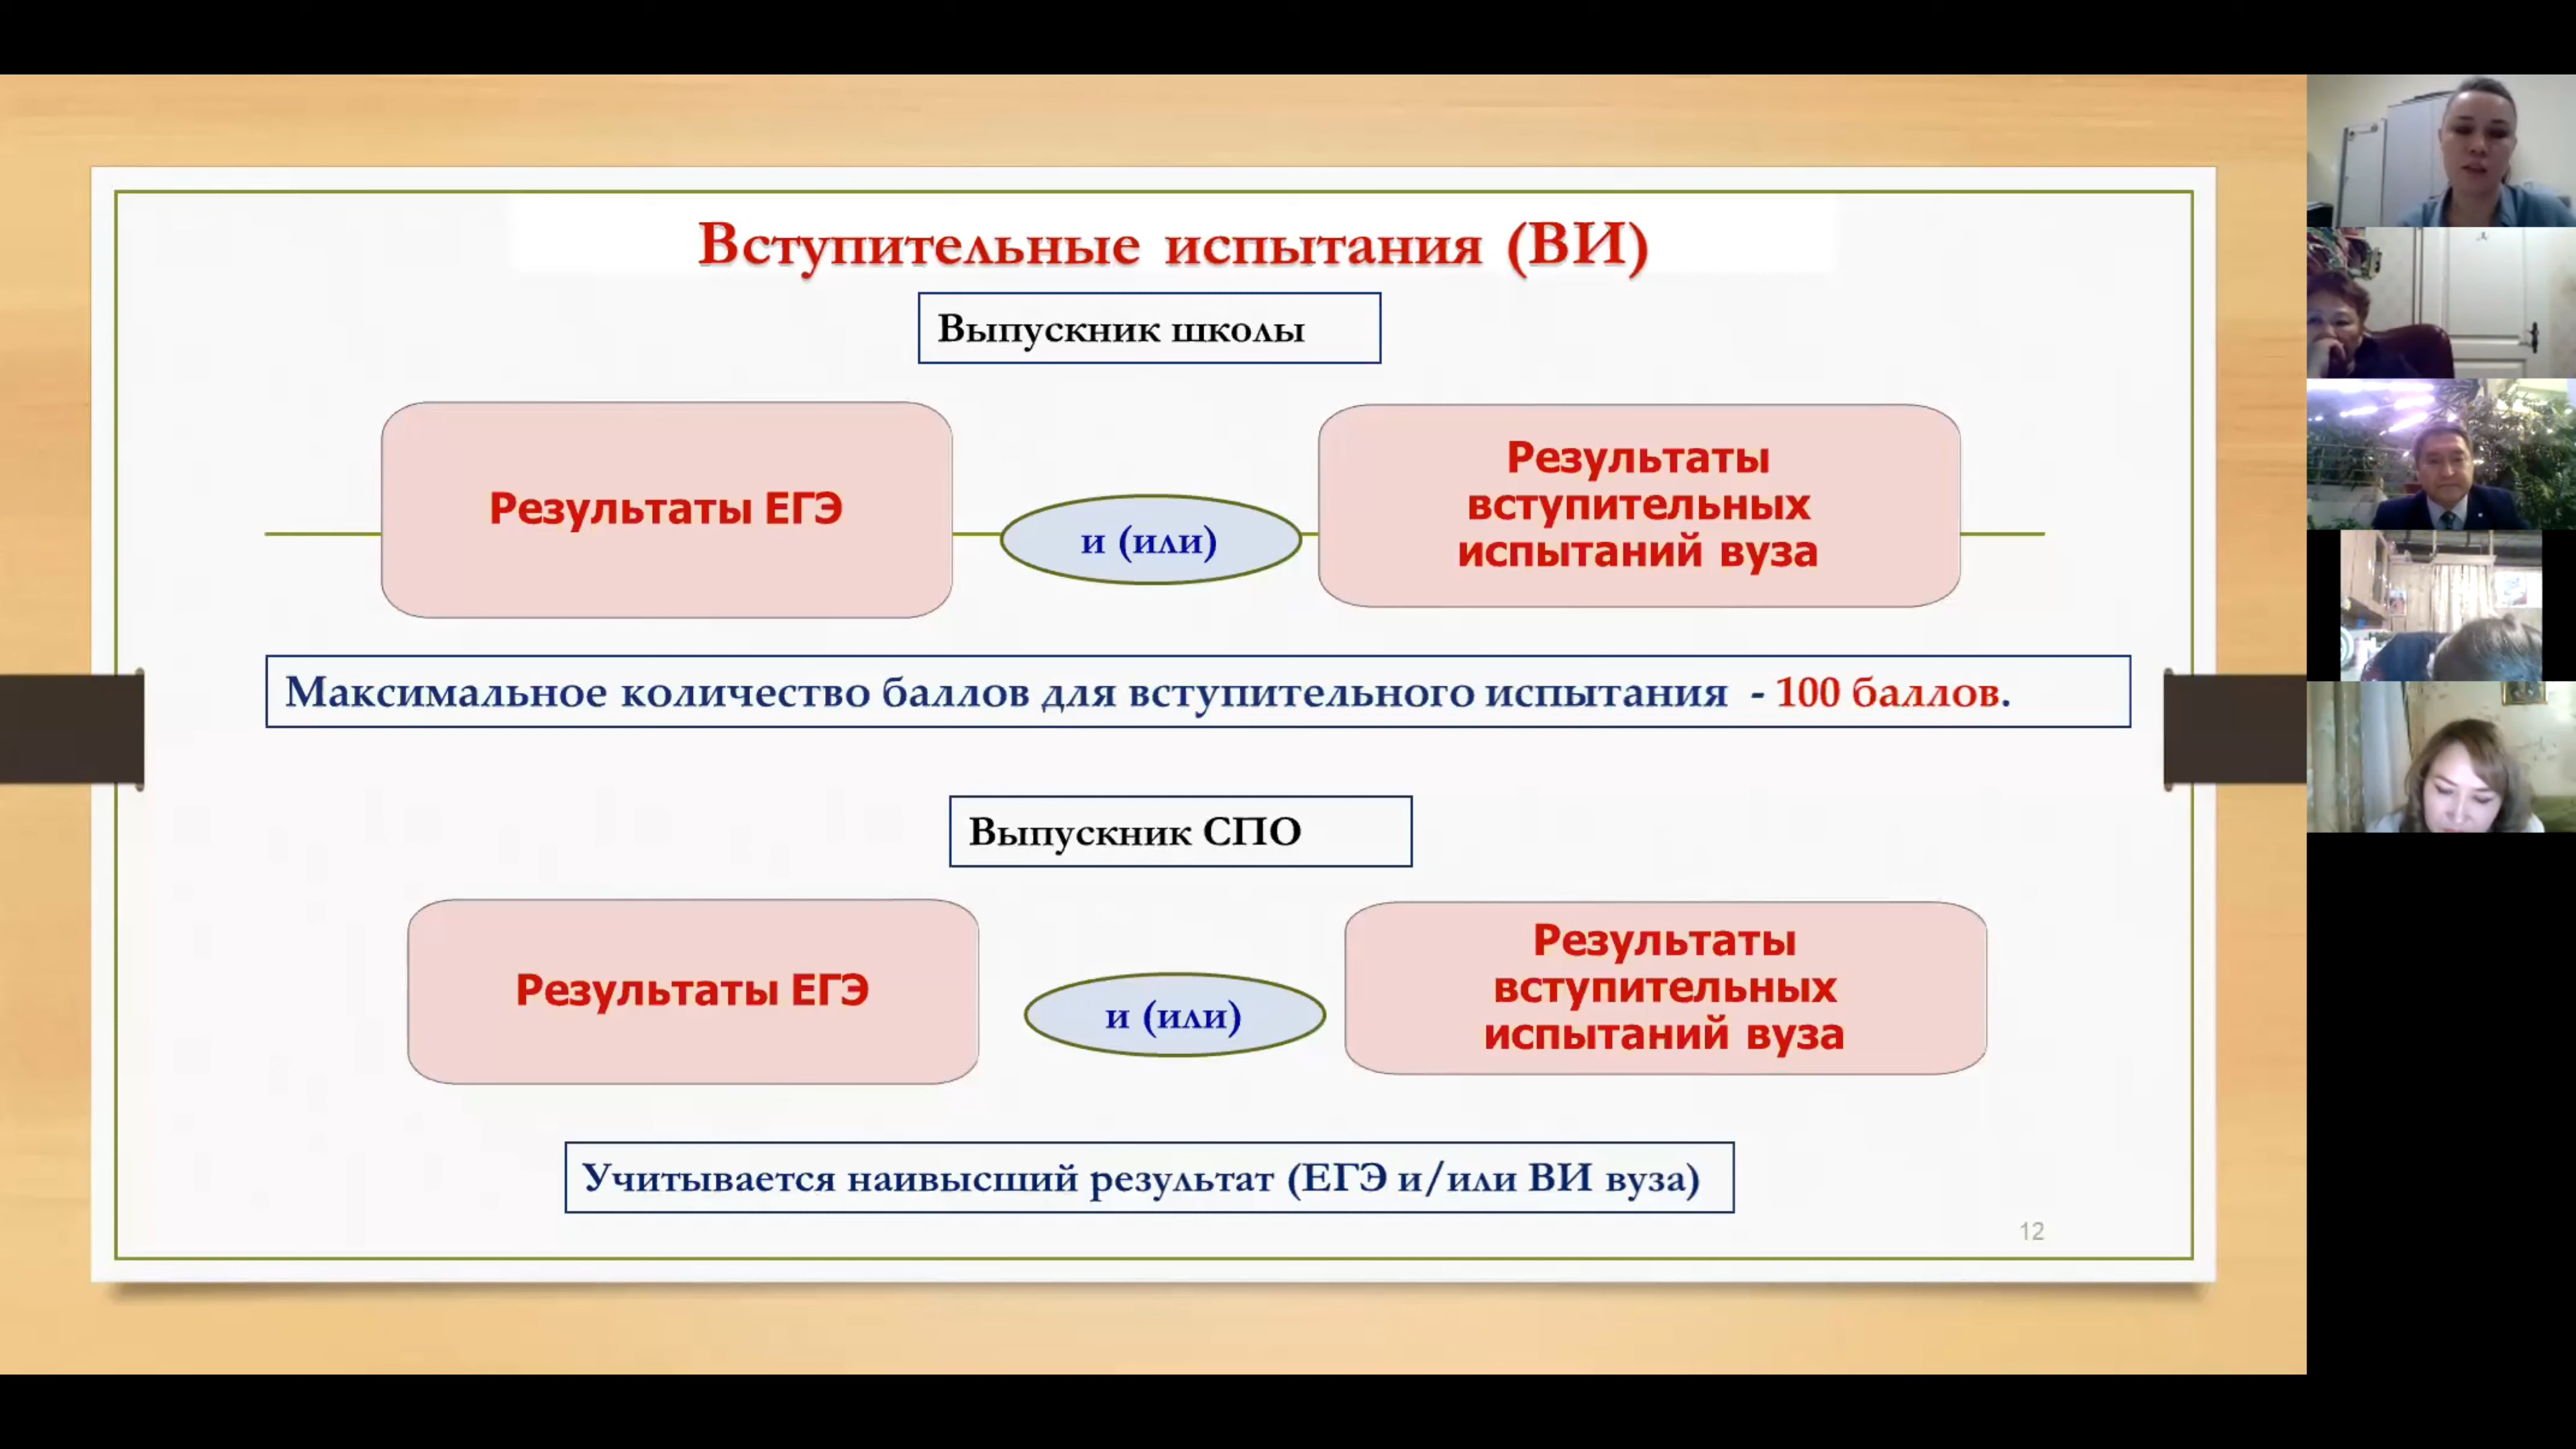 Вступительные испытания (ВИ)
Выпускник школы
Результаты ЕГЭ
и (или)
Результаты
вступительных
испытаний вуза
Максимальное количество баллов для вступительного испытания - 100 баллов.
Выпускник СПО
Результаты ЕГЭ
и (или)
Результаты
вступительных
испытаний вуза
Учитывается наивысший результат (ЕГЭ и/или ВИ вуза)
12